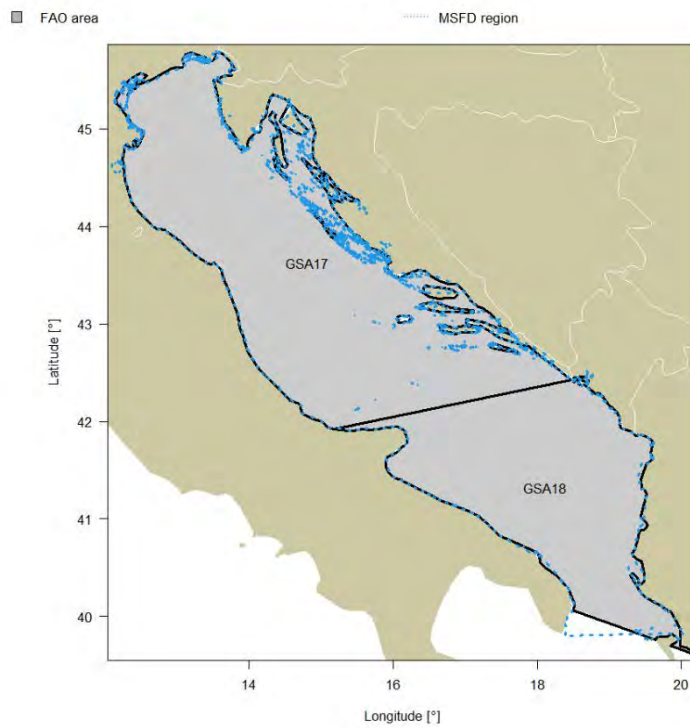 FAO area
MSFD region
45
44
43
42
41
40
Latitude [°]
GSA17
GSA18
14
16
18
20
Longitude [°]